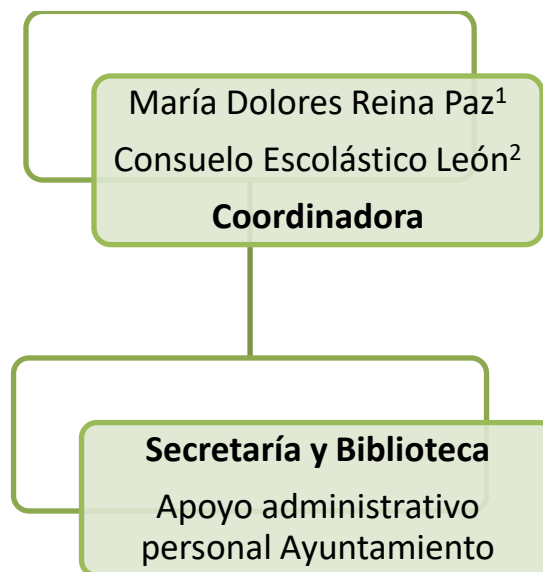 María Dolores Reina Paz¹
Consuelo Escolástico León²
Coordinadora
Secretaría y Biblioteca
Apoyo administrativo
personal Ayuntamiento